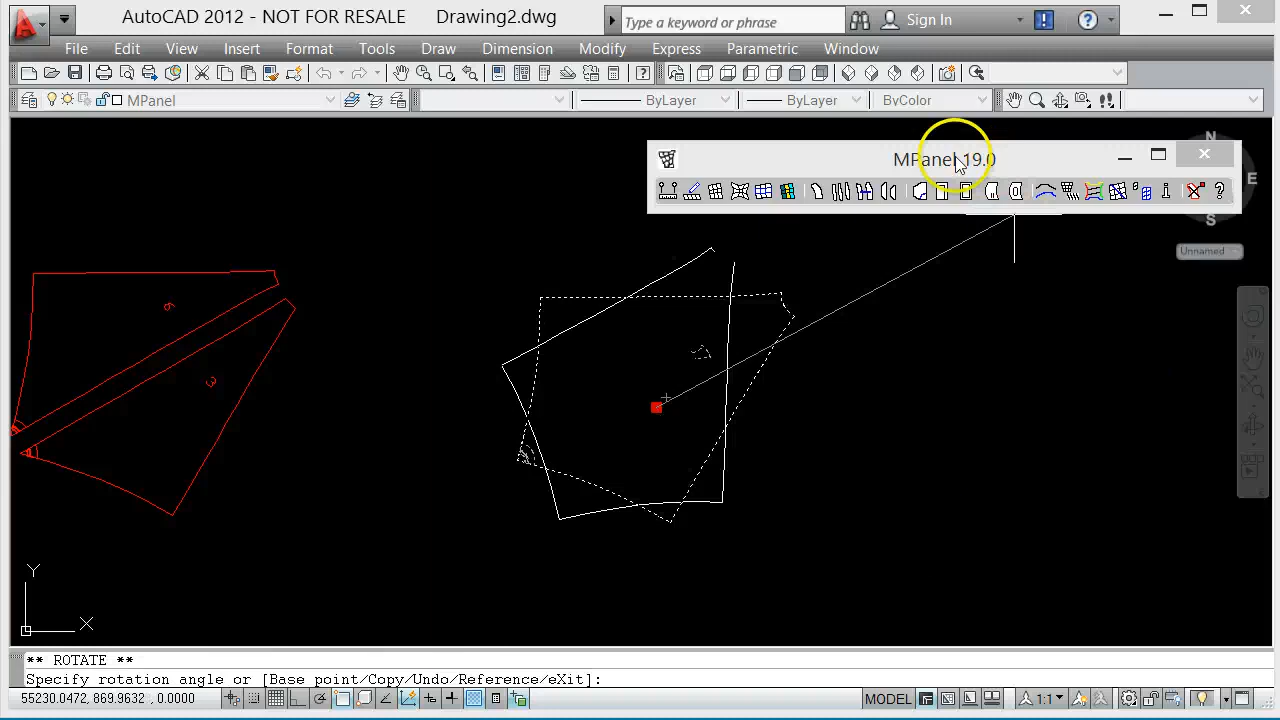 AutoCAD 2012 - NOT FOR RESALE Drawing2.dwg Type a keyword or phrase Sign In
File Edit View Insert Format Tools Draw Dimension Modify Express Parametric Window
MPanel ByLayer ByLayer ByColor
MPanel 19.0
N
E
S
Unnamed
6
3
Y
X
** ROTATE **
Specify rotation angle or [Base point/Copy/Undo/Reference/eXit]:
55230.0472, 869.9632 , 0.0000 MODEL 1:1